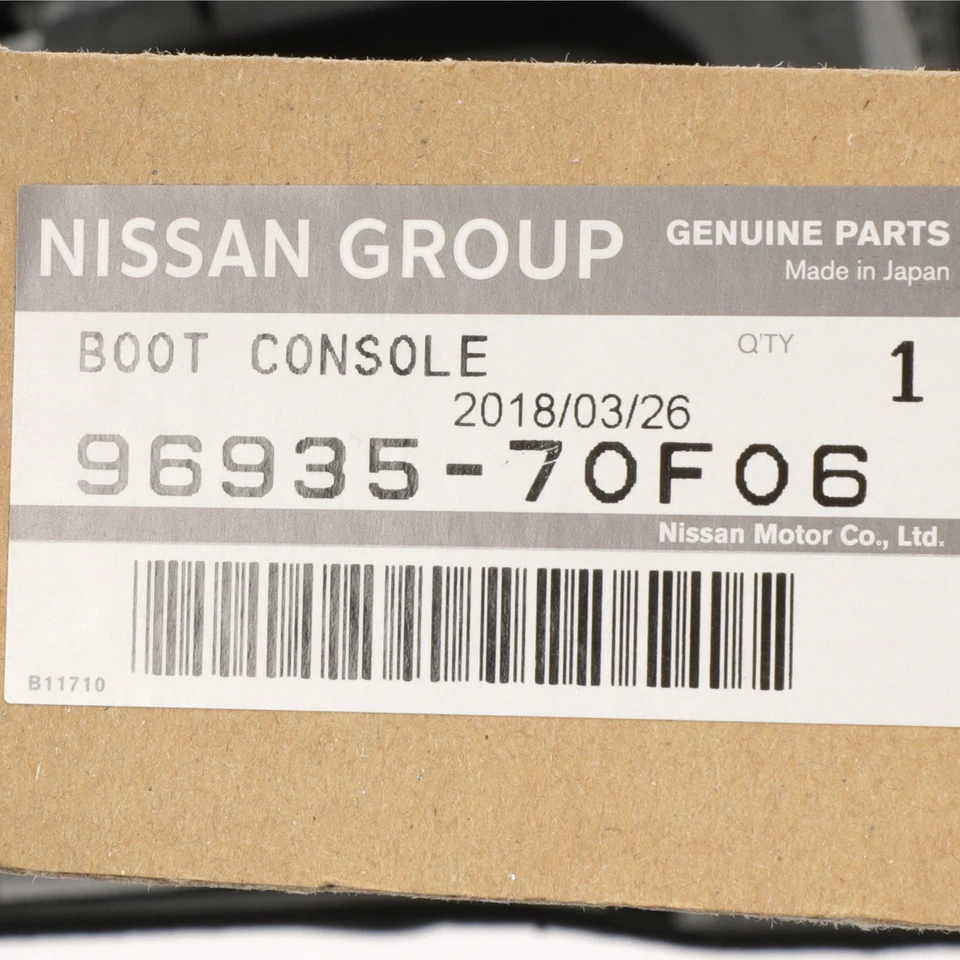 NISSAN GROUP
GENUINE PARTS
Made in Japan
BOOT CONSOLE
Q'TY 1
2018/03/26
96935-70F06
Nissan Motor Co., Ltd.
B11710